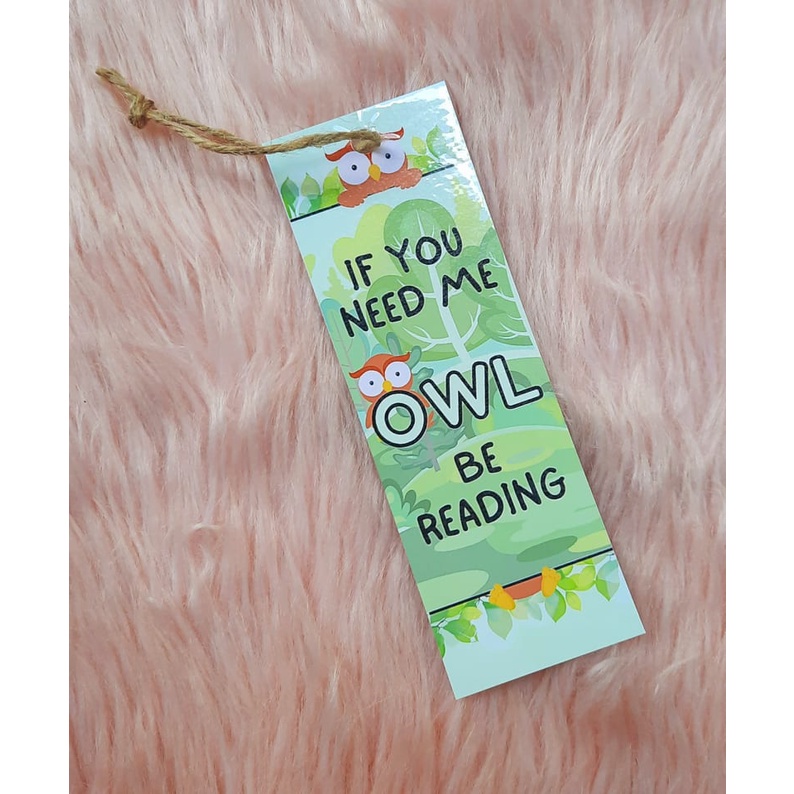 IF YOU
NEED ME
OWL
BE
READING